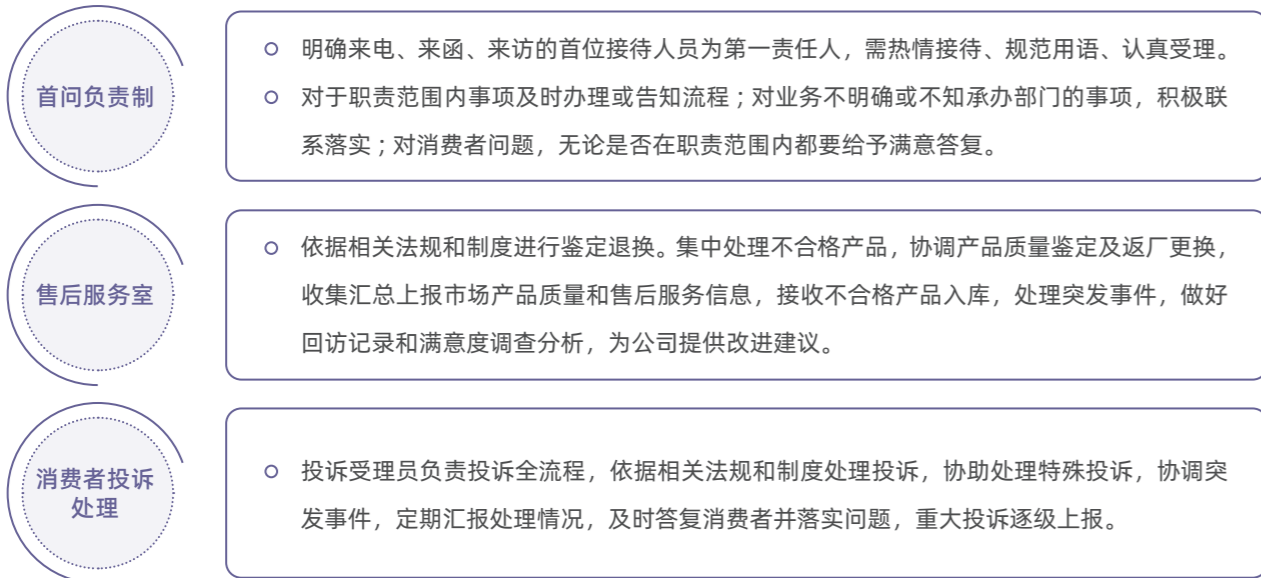 首问负责制
明确来电、来函、来访的首位接待人员为第一责任人，需热情接待、规范用语、认真受理。
对于职责范围内事项及时办理或告知流程；对业务不明确或不知承办部门的事项，积极联
系落实；对消费者问题，无论是否在职责范围内都要给予满意答复。
售后服务室
依据相关法规和制度进行鉴定退换。集中处理不合格产品，协调产品质量鉴定及返厂更换，
收集汇总上报市场产品质量和售后服务信息，接收不合格产品入库，处理突发事件，做好
回访记录和满意度调查分析，为公司提供改进建议。
消费者投诉
处理
投诉受理员负责投诉全流程，依据相关法规和制度处理投诉，协助处理特殊投诉，协调突
发事件，定期汇报处理情况，及时答复消费者并落实问题，重大投诉逐级上报。